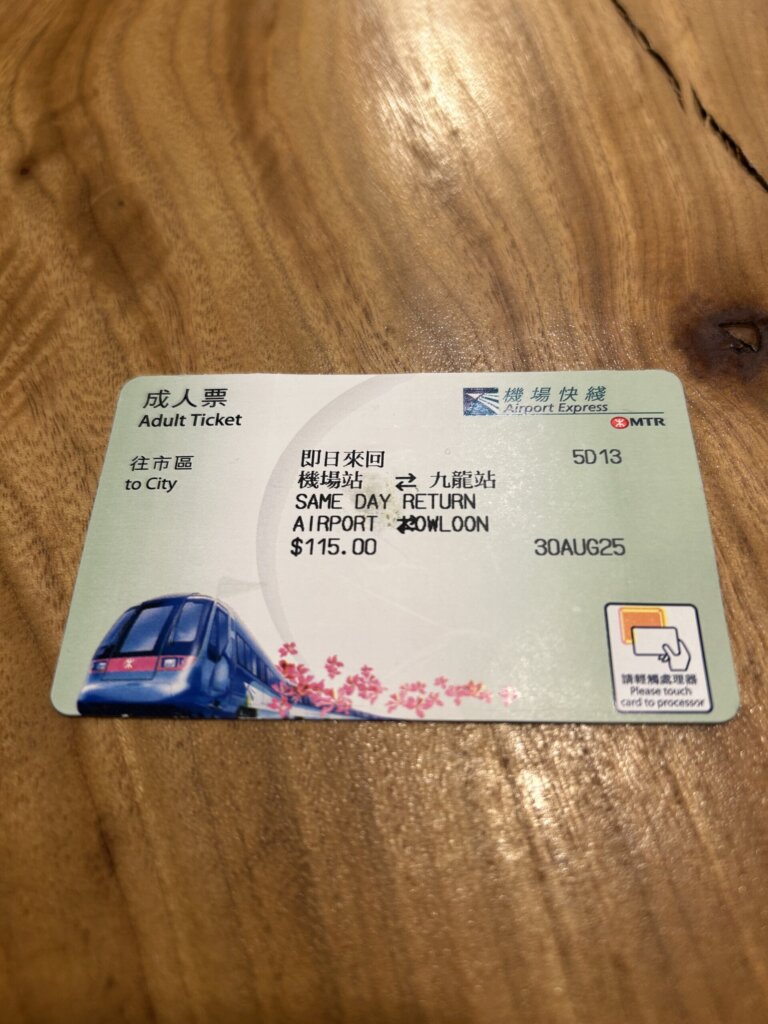 成人票
Adult Ticket
機場快綫
Airport Express
MTR
往市區
to City
即日來回
5D13
機場站 ⇄ 九龍站
SAME DAY RETURN
AIRPORT ⇄ KOWLOON
$115.00
30AUG25
請輕觸處理器
Please touch
card to processor